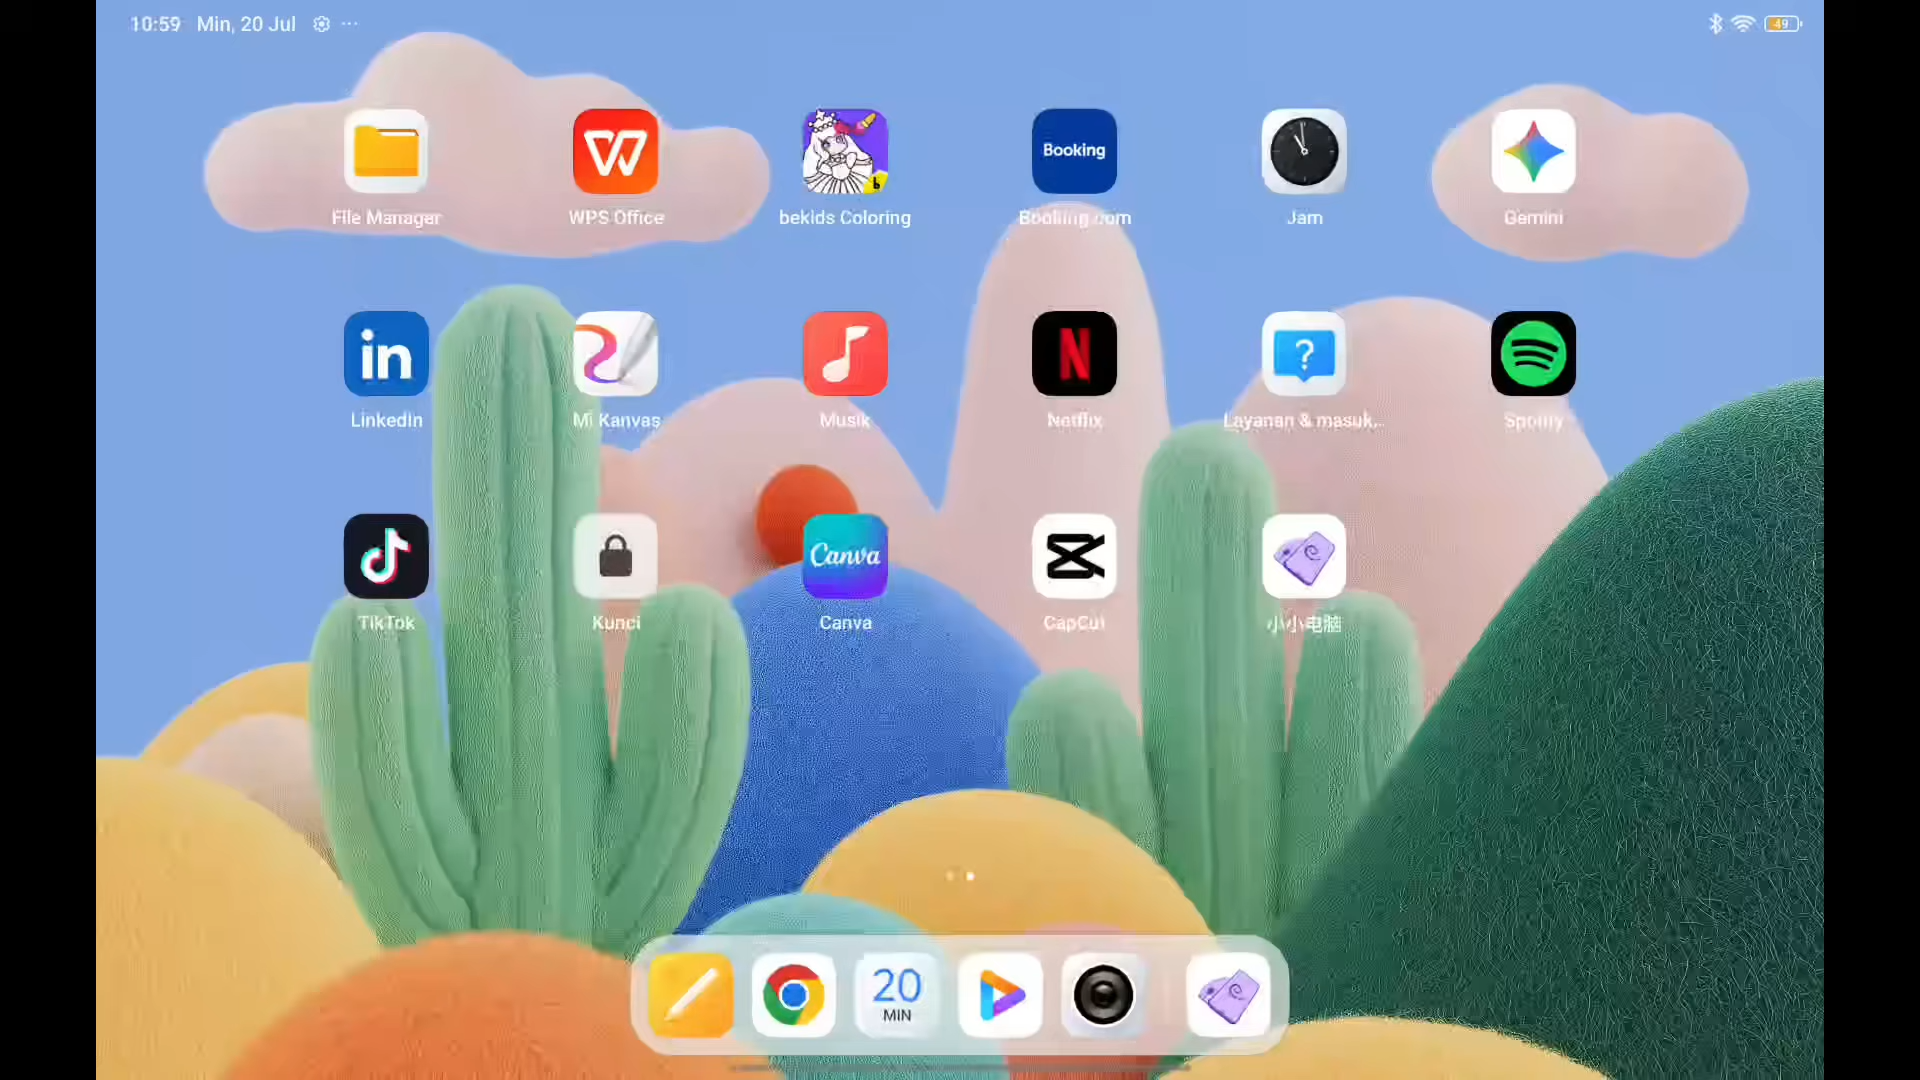 10:59 Min, 20 Jul ...
49
Booking
File Manager
WPS Office
bekids Coloring
Booking.com
Jam
Gemini
in
N
?
LinkedIn
Mi Kanvas
Musik
Netflix
Layanan & masuk...
Spotify
Canva
TikTok
Kunci
Canva
CapCut
小小电脑
20
MIN